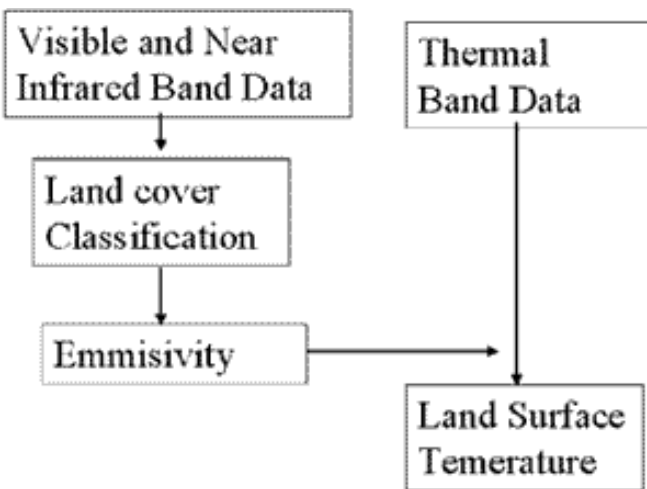 Visible and Near
Infrared Band Data
Thermal
Band Data
Land cover
Classification
Emmisivity
Land Surface
Temerature